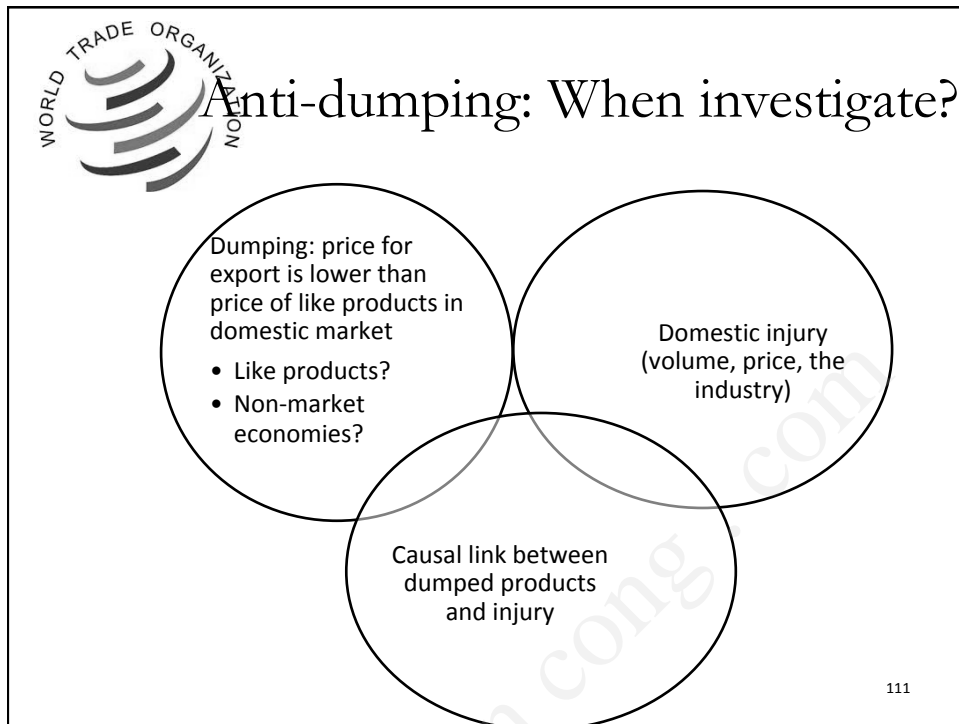 WORLD TRADE ORGANIZATION
Anti-dumping: When investigate?
Dumping: price for
export is lower than
price of like products in
domestic market
• Like products?
• Non-market
economies?
Domestic injury
(volume, price, the
industry)
Causal link between
dumped products
and injury
cong . com
111